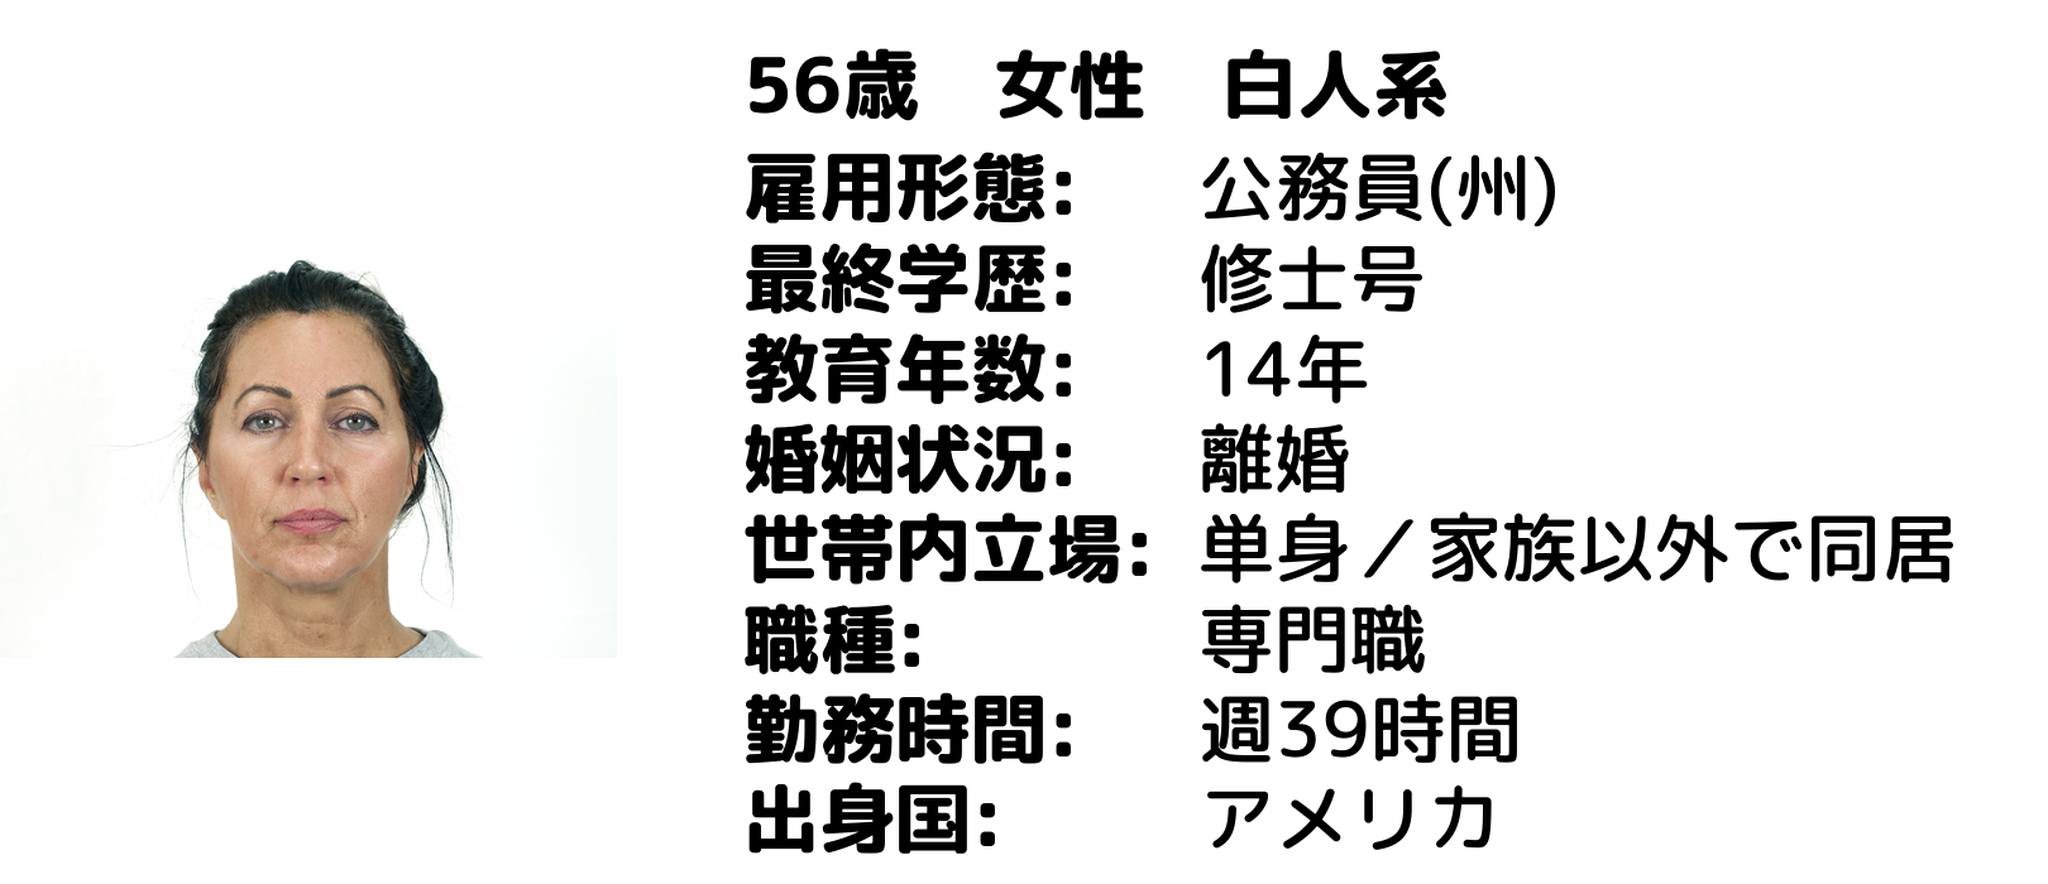 56歳　女性　白人系
雇用形態:　公務員(州)
最終学歴:　修士号
教育年数:　14年
婚姻状況:　離婚
世帯内立場:　単身／家族以外で同居
職種:　専門職
勤務時間:　週39時間
出身国:　アメリカ